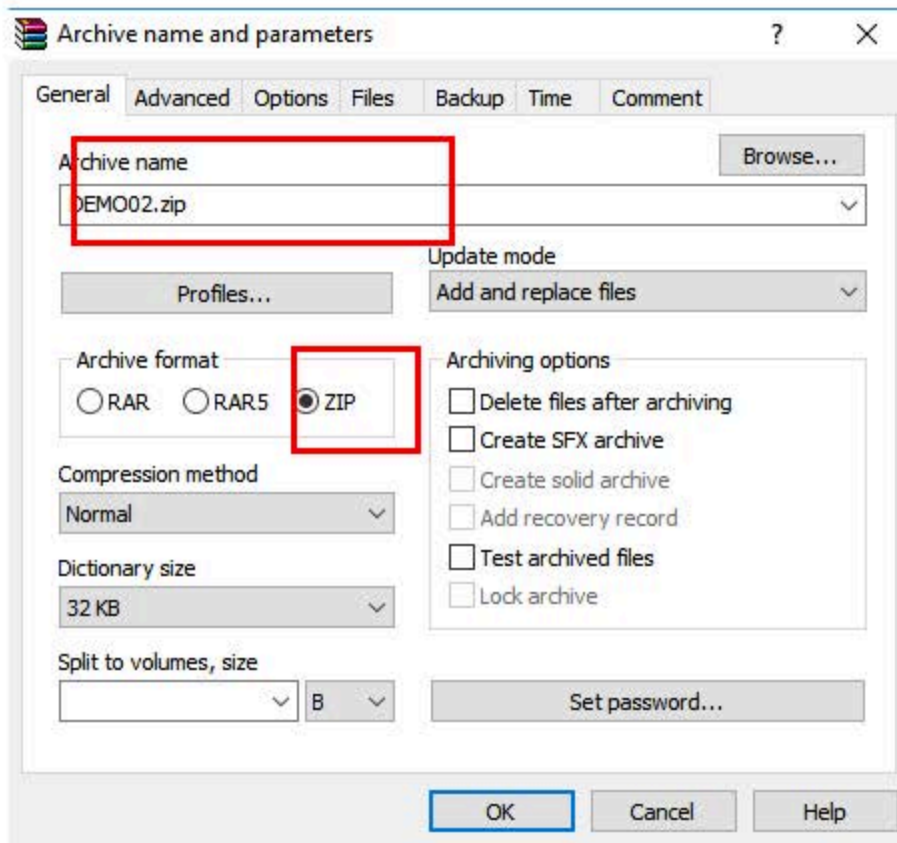 Archive name and parameters ?
General Advanced Options Files Backup Time Comment
Archive name
Browse...
DEMO02.zip
Update mode
Profiles...
Add and replace files
Archive format
RAR RAR5 ZIP
Archiving options
Delete files after archiving
Create SFX archive
Create solid archive
Add recovery record
Test archived files
Lock archive
Compression method
Normal
Dictionary size
32 KB
Split to volumes, size
B
Set password...
OK Cancel Help